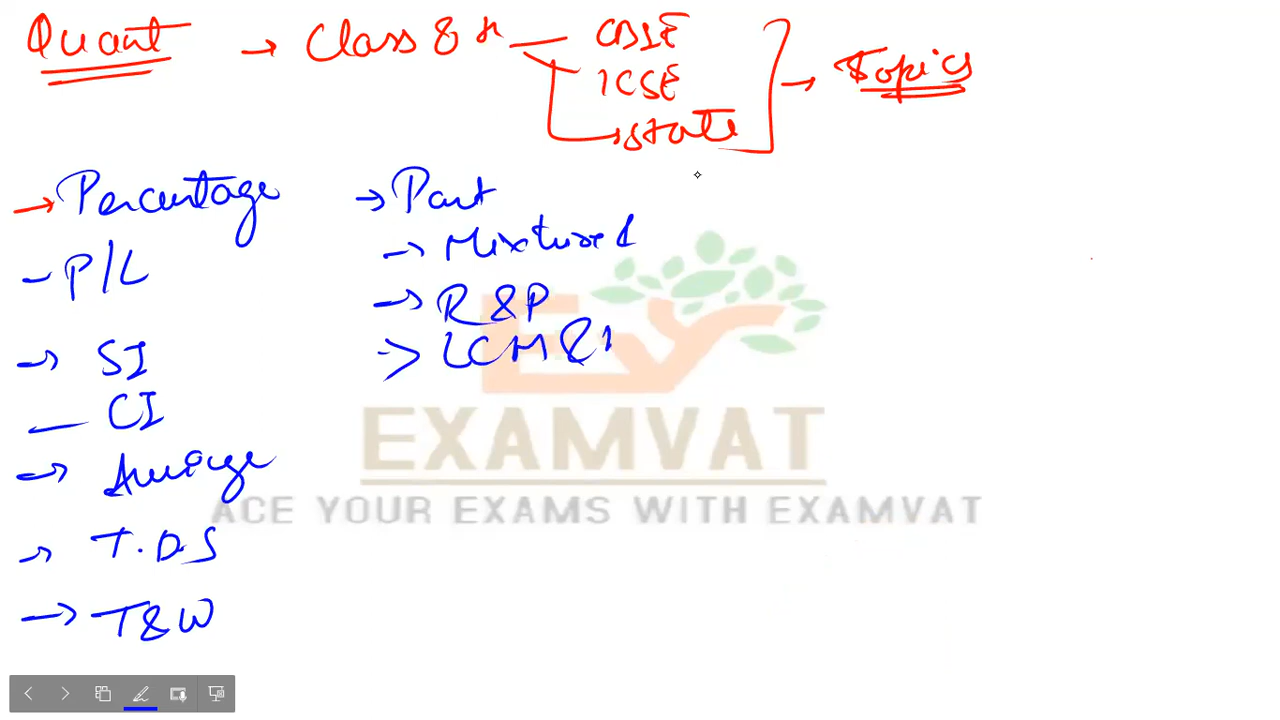 Quant → Class 8th
CBSE
ICSE
State
→ Topics
→ Percentage
- P/L
→ SI
- CI
→ Average
→ T.D.S
→ T&W
→ Part
→ Mixtured
→ R&P
→ LCM &
EXAMVAT
ACE YOUR EXAMS WITH EXAMVAT